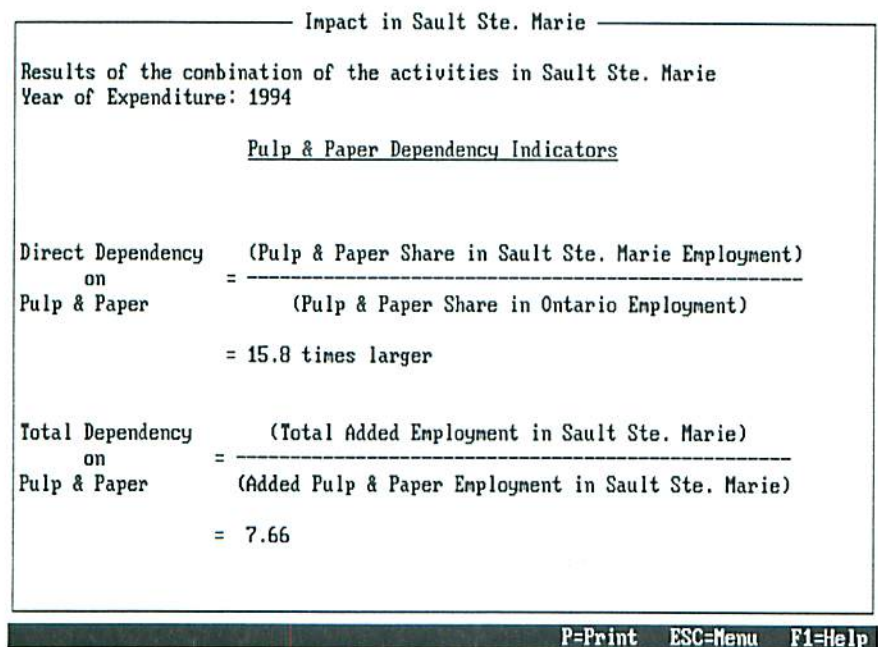 Impact in Sault Ste. Marie
Results of the combination of the activities in Sault Ste. Marie
Year of Expenditure: 1994
Pulp & Paper Dependency Indicators
Direct Dependency (Pulp & Paper Share in Sault Ste. Marie Employment)
on = ------------------------------------------------------------
Pulp & Paper (Pulp & Paper Share in Ontario Employment)
= 15.8 times larger
Total Dependency (Total Added Employment in Sault Ste. Marie)
on = ------------------------------------------------------------
Pulp & Paper (Added Pulp & Paper Employment in Sault Ste. Marie)
= 7.66
P=Print ESC=Menu F1=Help